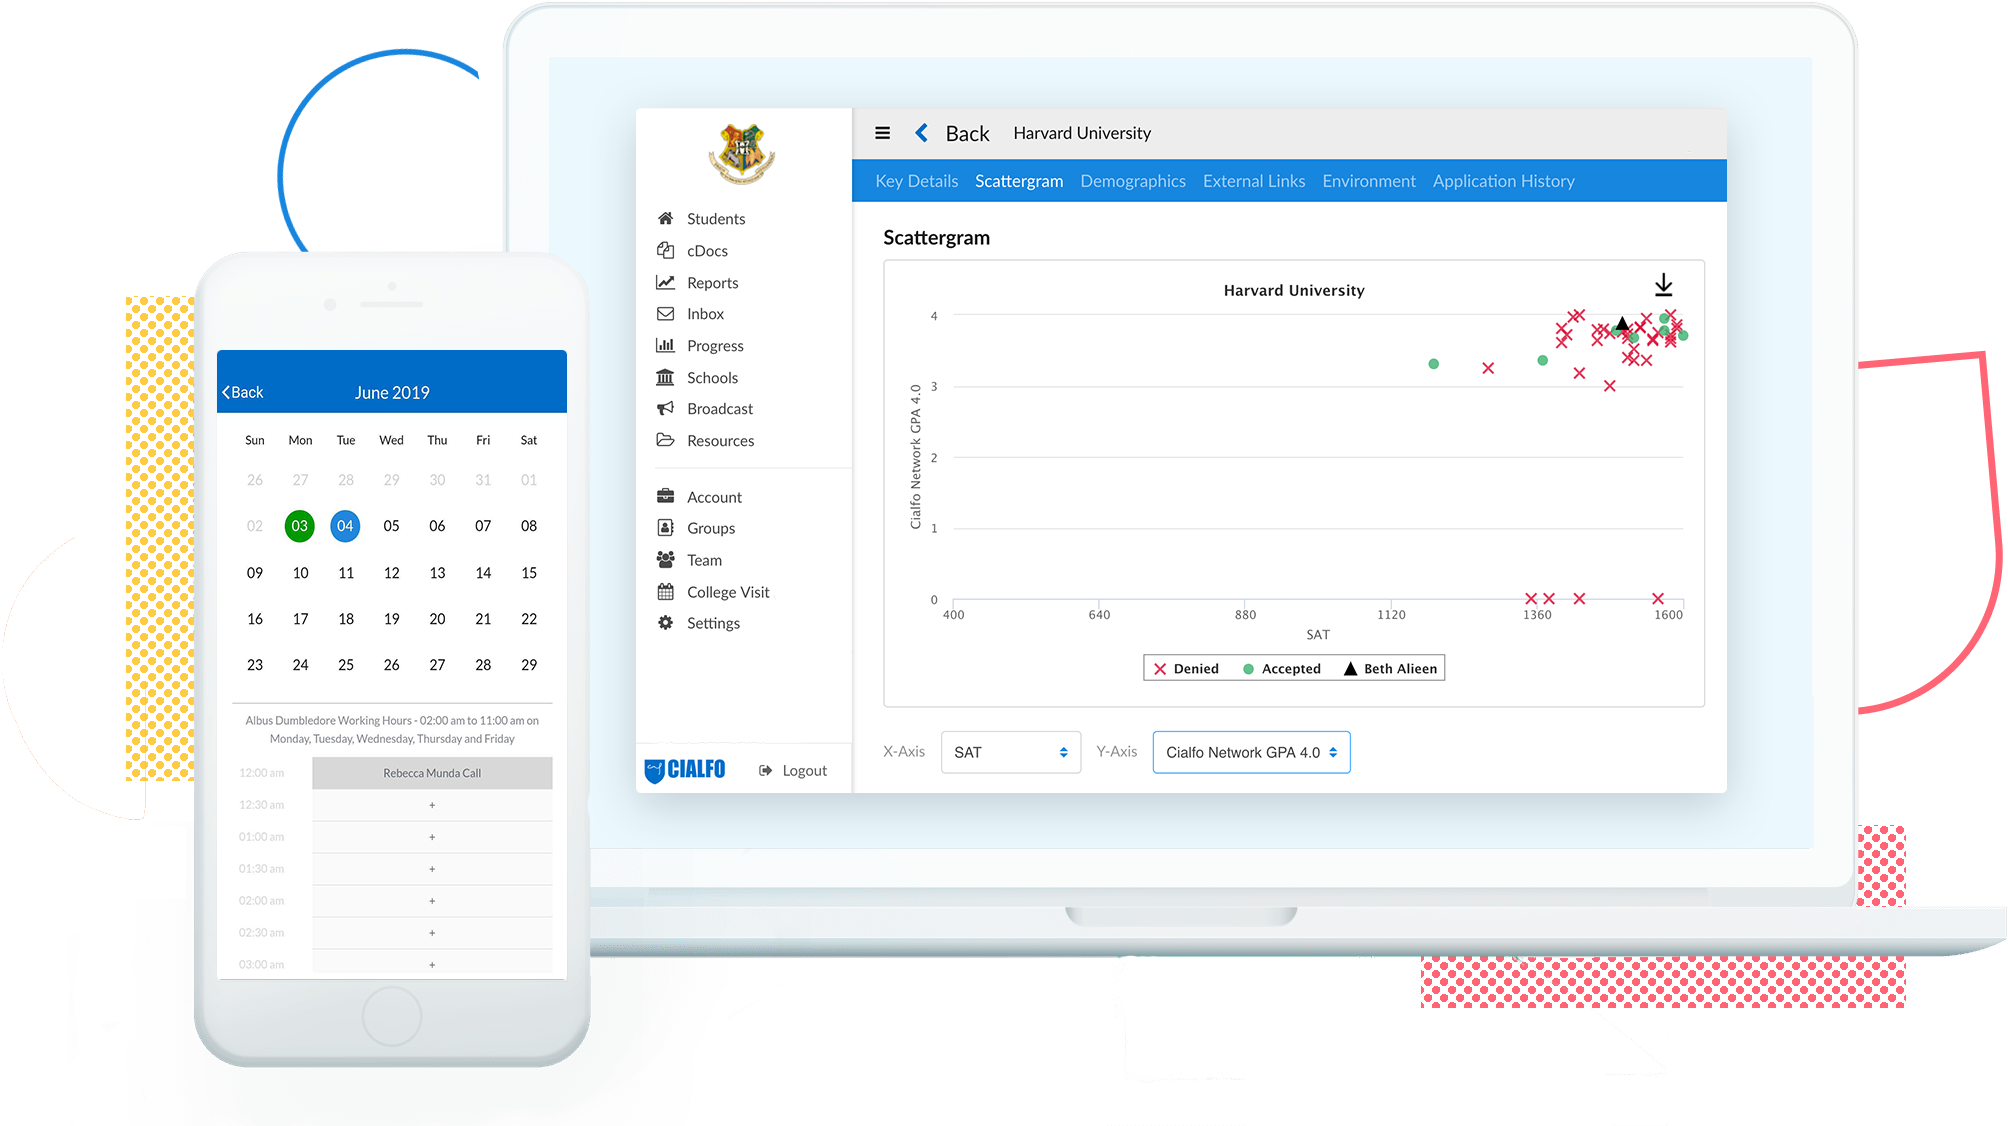 Back
June 2019
Sun Mon Tue Wed Thu Fri Sat
26 27 28 29 30 31 01
02 03 04 05 06 07 08
09 10 11 12 13 14 15
16 17 18 19 20 21 22
23 24 25 26 27 28 29
Albus Dumbledore Working Hours - 02:00 am to 11:00 am on
Monday, Tuesday, Wednesday, Thursday and Friday
12:00 am Rebecca Munda Call
12:30 am +
01:00 am +
01:30 am +
02:00 am +
02:30 am +
03:00 am +
Students
cDocs
Reports
Inbox
Progress
Schools
Broadcast
Resources
Account
Groups
Team
College Visit
Settings
CIALFO
Logout
Back Harvard University
Key Details Scattergram Demographics External Links Environment Application History
Scattergram
Harvard University
Cialfo Network GPA 4.0
4
3
2
1
0
400 640 880 1120 1360 1600
SAT
Denied Accepted Beth Alieen
X-Axis SAT Y-Axis Cialfo Network GPA 4.0